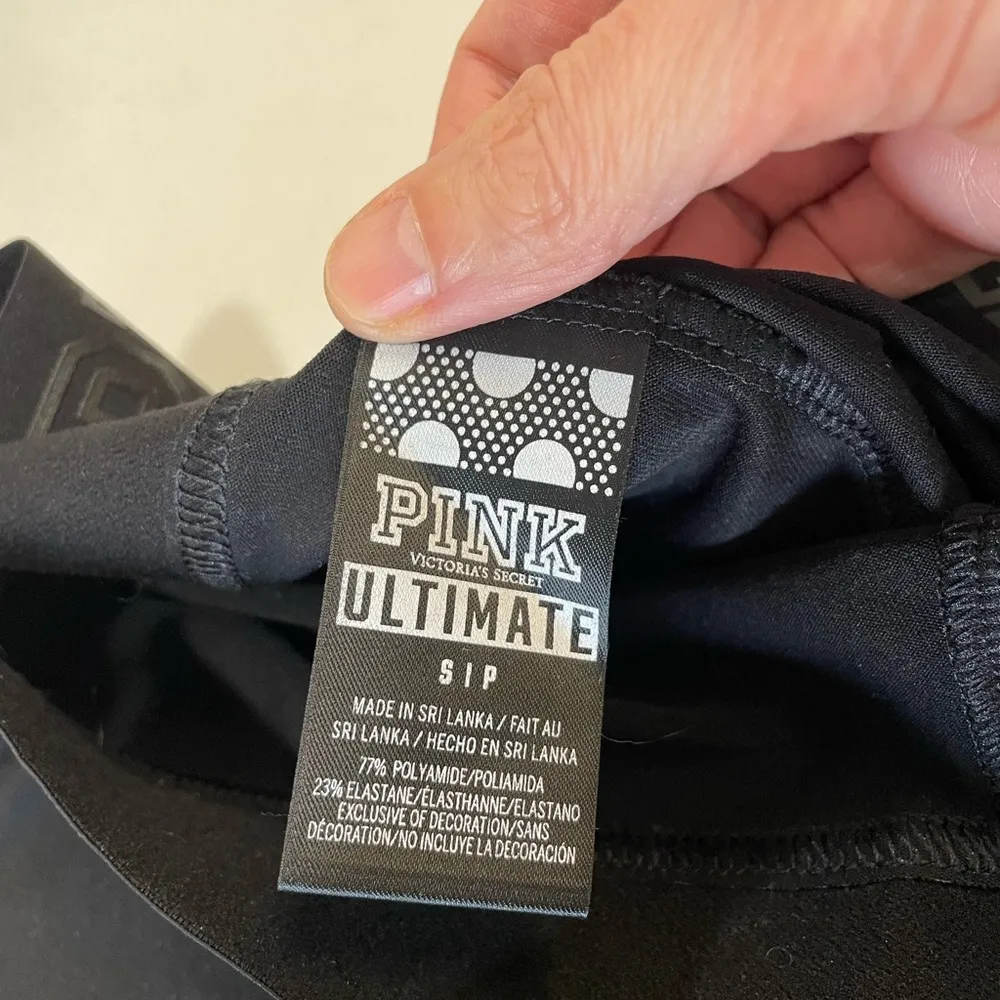 PINK
VICTORIA'S SECRET
ULTIMATE
S | P
MADE IN SRI LANKA / FAIT AU
SRI LANKA / HECHO EN SRI LANKA
77% POLYAMIDE/POLIAMIDA
23% ELASTANE/ÉLASTHANNE/ELASTANO
EXCLUSIVE OF DECORATION/SANS
DÉCORATION/NO INCLUYE LA DECORACIÓN